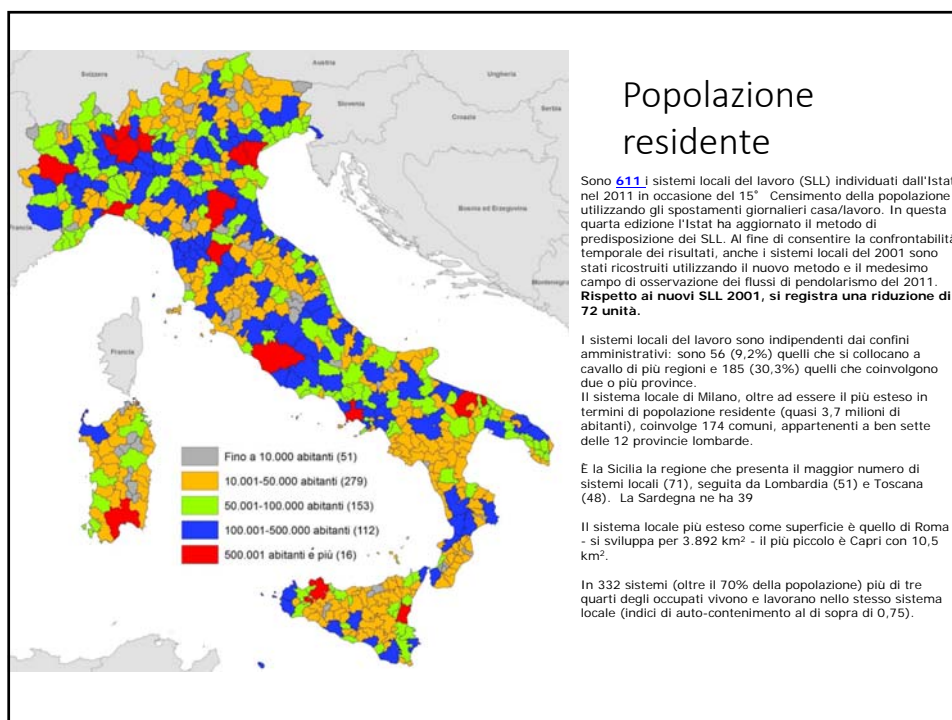 Austria
Svizzera
Ungheria
Slovenia
Croazia
Serbia
Francia
Bosnia ed Erzegovina
Montenegro
Francia
Fino a 10.000 abitanti (51)
10.001-50.000 abitanti (279)
50.001-100.000 abitanti (153)
100.001-500.000 abitanti (112)
500.001 abitanti e più (16)
Popolazione
residente
Sono 611 i sistemi locali del lavoro (SLL) individuati dall'Istat
nel 2011 in occasione del 15° Censimento della popolazione
utilizzando gli spostamenti giornalieri casa/lavoro. In questa
quarta edizione l'Istat ha aggiornato il metodo di
predisposizione dei SLL. Al fine di consentire la confrontabilità
temporale dei risultati, anche i sistemi locali del 2001 sono
stati ricostruiti utilizzando il nuovo metodo e il medesimo
campo di osservazione dei flussi di pendolarismo del 2011.
Rispetto ai nuovi SLL 2001, si registra una riduzione di
72 unità.
I sistemi locali del lavoro sono indipendenti dai confini
amministrativi: sono 56 (9,2%) quelli che si collocano a
cavallo di più regioni e 185 (30,3%) quelli che coinvolgono
due o più province.
Il sistema locale di Milano, oltre ad essere il più esteso in
termini di popolazione residente (quasi 3,7 milioni di
abitanti), coinvolge 174 comuni, appartenenti a ben sette
delle 12 provincie lombarde.
È la Sicilia la regione che presenta il maggior numero di
sistemi locali (71), seguita da Lombardia (51) e Toscana
(48). La Sardegna ne ha 39
Il sistema locale più esteso come superficie è quello di Roma
- si sviluppa per 3.892 km² - il più piccolo è Capri con 10,5
km².
In 332 sistemi (oltre il 70% della popolazione) più di tre
quarti degli occupati vivono e lavorano nello stesso sistema
locale (indici di auto-contenimento al di sopra di 0,75).